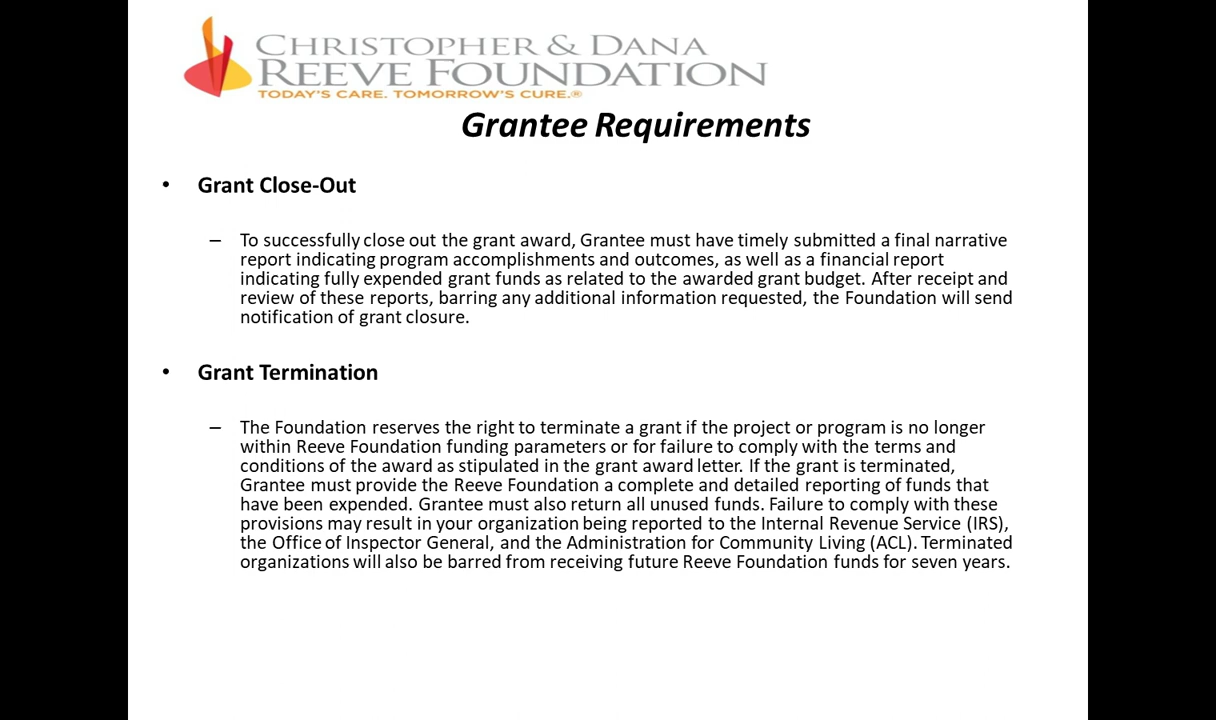 CHRISTOPHER & DANA
REEVE FOUNDATION
TODAY'S CARE. TOMORROW'S CURE.®
Grantee Requirements
• Grant Close-Out
– To successfully close out the grant award, Grantee must have timely submitted a final narrative
report indicating program accomplishments and outcomes, as well as a financial report
indicating fully expended grant funds as related to the awarded grant budget. After receipt and
review of these reports, barring any additional information requested, the Foundation will send
notification of grant closure.
• Grant Termination
– The Foundation reserves the right to terminate a grant if the project or program is no longer
within Reeve Foundation funding parameters or for failure to comply with the terms and
conditions of the award as stipulated in the grant award letter. If the grant is terminated,
Grantee must provide the Reeve Foundation a complete and detailed reporting of funds that
have been expended. Grantee must also return all unused funds. Failure to comply with these
provisions may result in your organization being reported to the Internal Revenue Service (IRS),
the Office of Inspector General, and the Administration for Community Living (ACL). Terminated
organizations will also be barred from receiving future Reeve Foundation funds for seven years.